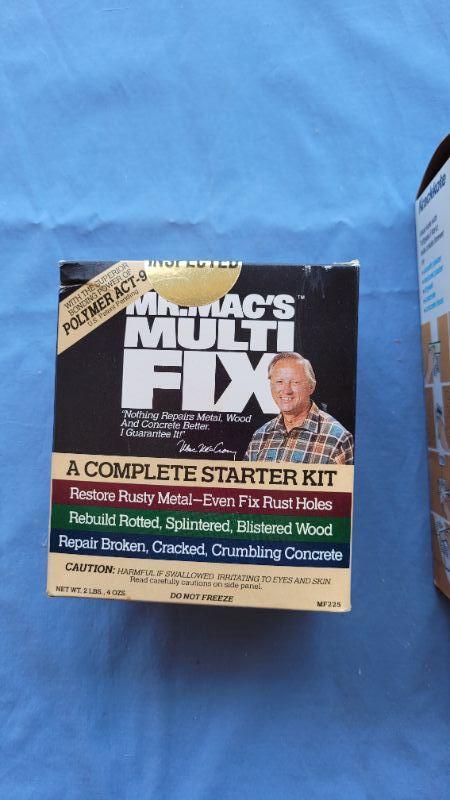 INSPECTED
WITH THE SUPERIOR
BONDING POWER OF
POLYMER ACT-9
U.S. Patent Pending
MR.MAC'S™
MULTI
FIX
"Nothing Repairs Metal, Wood
And Concrete Better.
I Guarantee It!"
A COMPLETE STARTER KIT
Restore Rusty Metal—Even Fix Rust Holes
Rebuild Rotted, Splintered, Blistered Wood
Repair Broken, Cracked, Crumbling Concrete
CAUTION: HARMFUL IF SWALLOWED. IRRITATING TO EYES AND SKIN.
Read carefully cautions on side panel.
NET WT. 2 LBS., 4 OZS.
DO NOT FREEZE
MF225